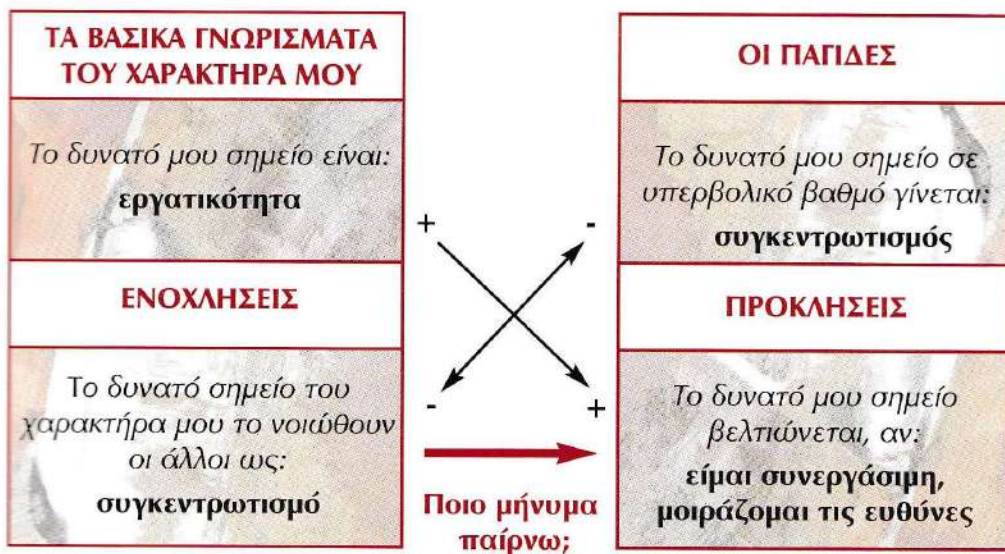 ΤΑ ΒΑΣΙΚΑ ΓΝΩΡΙΣΜΑΤΑ
ΤΟΥ ΧΑΡΑΚΤΗΡΑ ΜΟΥ
Το δυνατό μου σημείο είναι:
εργατικότητα
ΕΝΟΧΛΗΣΕΙΣ
Το δυνατό σημείο του
χαρακτήρα μου το νοιώθουν
οι άλλοι ως:
συγκεντρωτισμό
+
-
-
+
Ποιο μήνυμα
παίρνω;
ΟΙ ΠΑΓΙΔΕΣ
Το δυνατό μου σημείο σε
υπερβολικό βαθμό γίνεται:
συγκεντρωτισμός
ΠΡΟΚΛΗΣΕΙΣ
Το δυνατό μου σημείο
βελτιώνεται, αν:
είμαι συνεργάσιμη,
μοιράζομαι τις ευθύνες